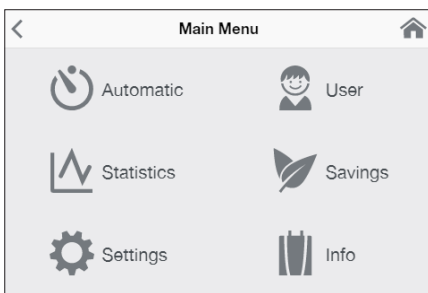 Main Menu
Automatic User
Statistics Savings
Settings Info